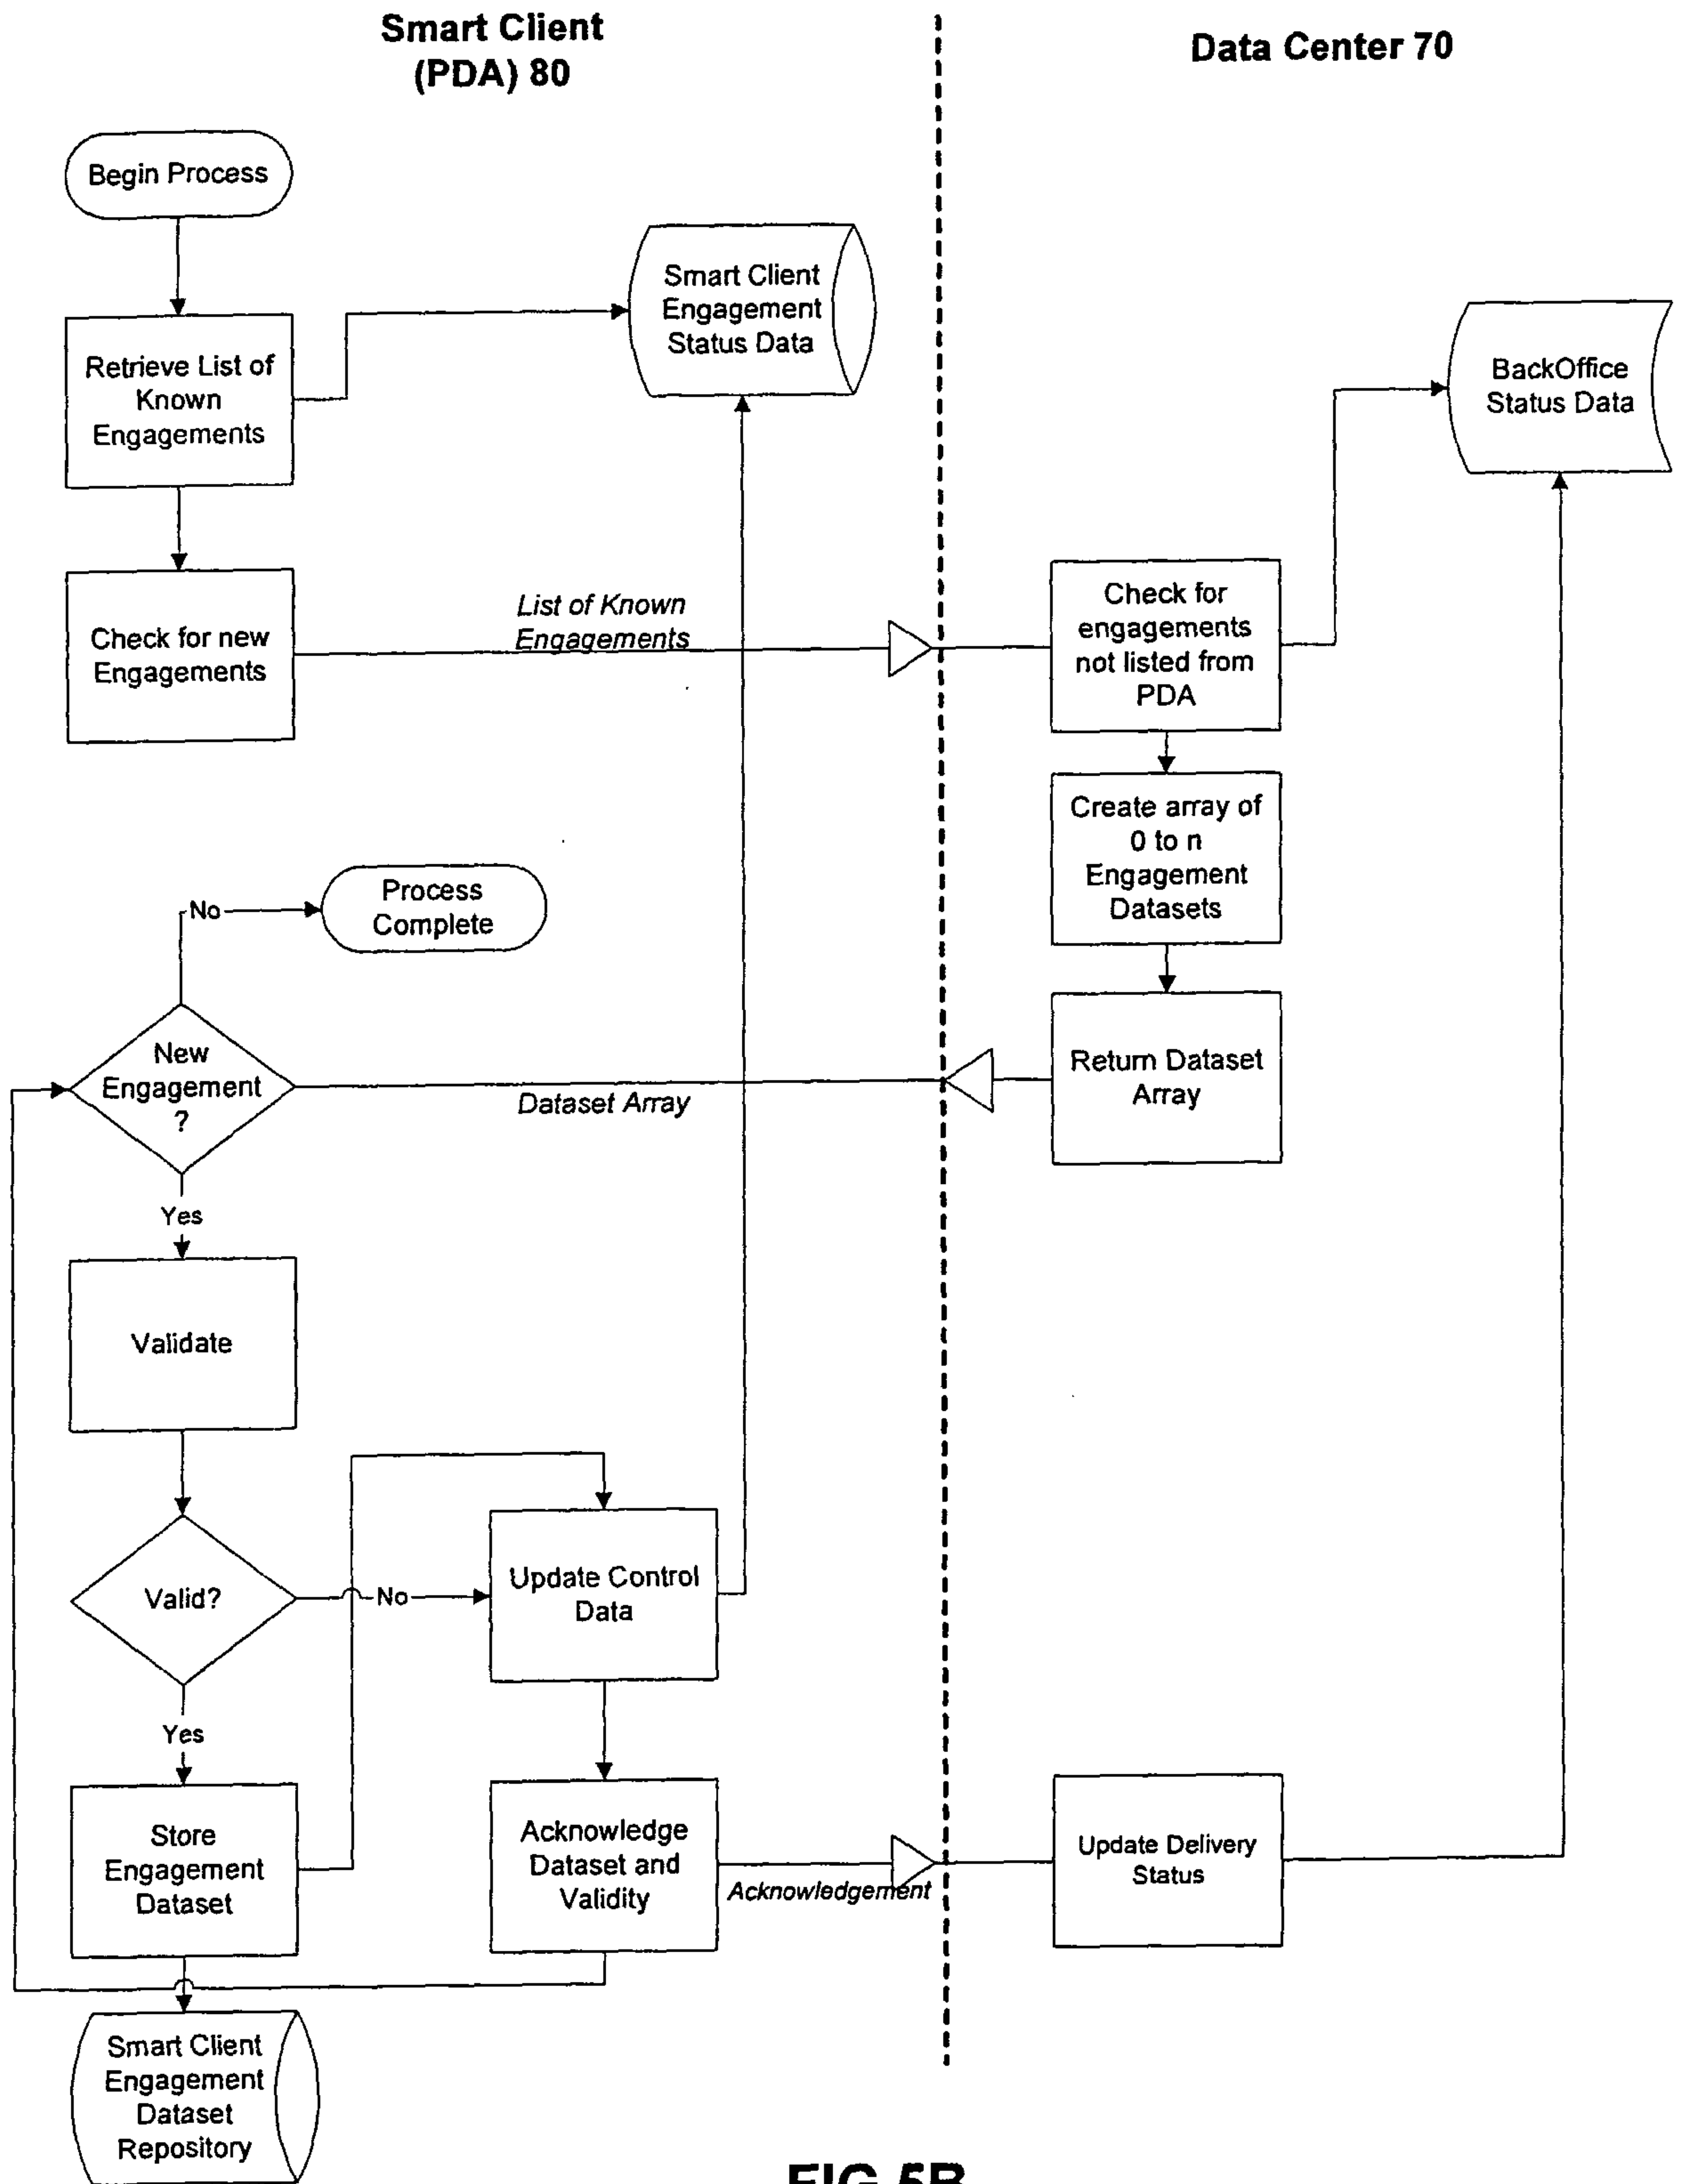 Smart Client
(PDA) 80
Data Center 70
Begin Process
Smart Client
Engagement
Status Data
Retrieve List of
Known
Engagements
BackOffice
Status Data
List of Known
Engagements
Check for new
Engagements
Check for
engagements
not listed from
PDA
Create array of
0 to n
Engagement
Datasets
No
Process
Complete
New
Engagement
?
Dataset Array
Return Dataset
Array
Yes
Validate
Valid?
No
Update Control
Data
Yes
Store
Engagement
Dataset
Acknowledge
Dataset and
Validity
Acknowledgement
Update Delivery
Status
Smart Client
Engagement
Dataset
Repository
FIG 5B